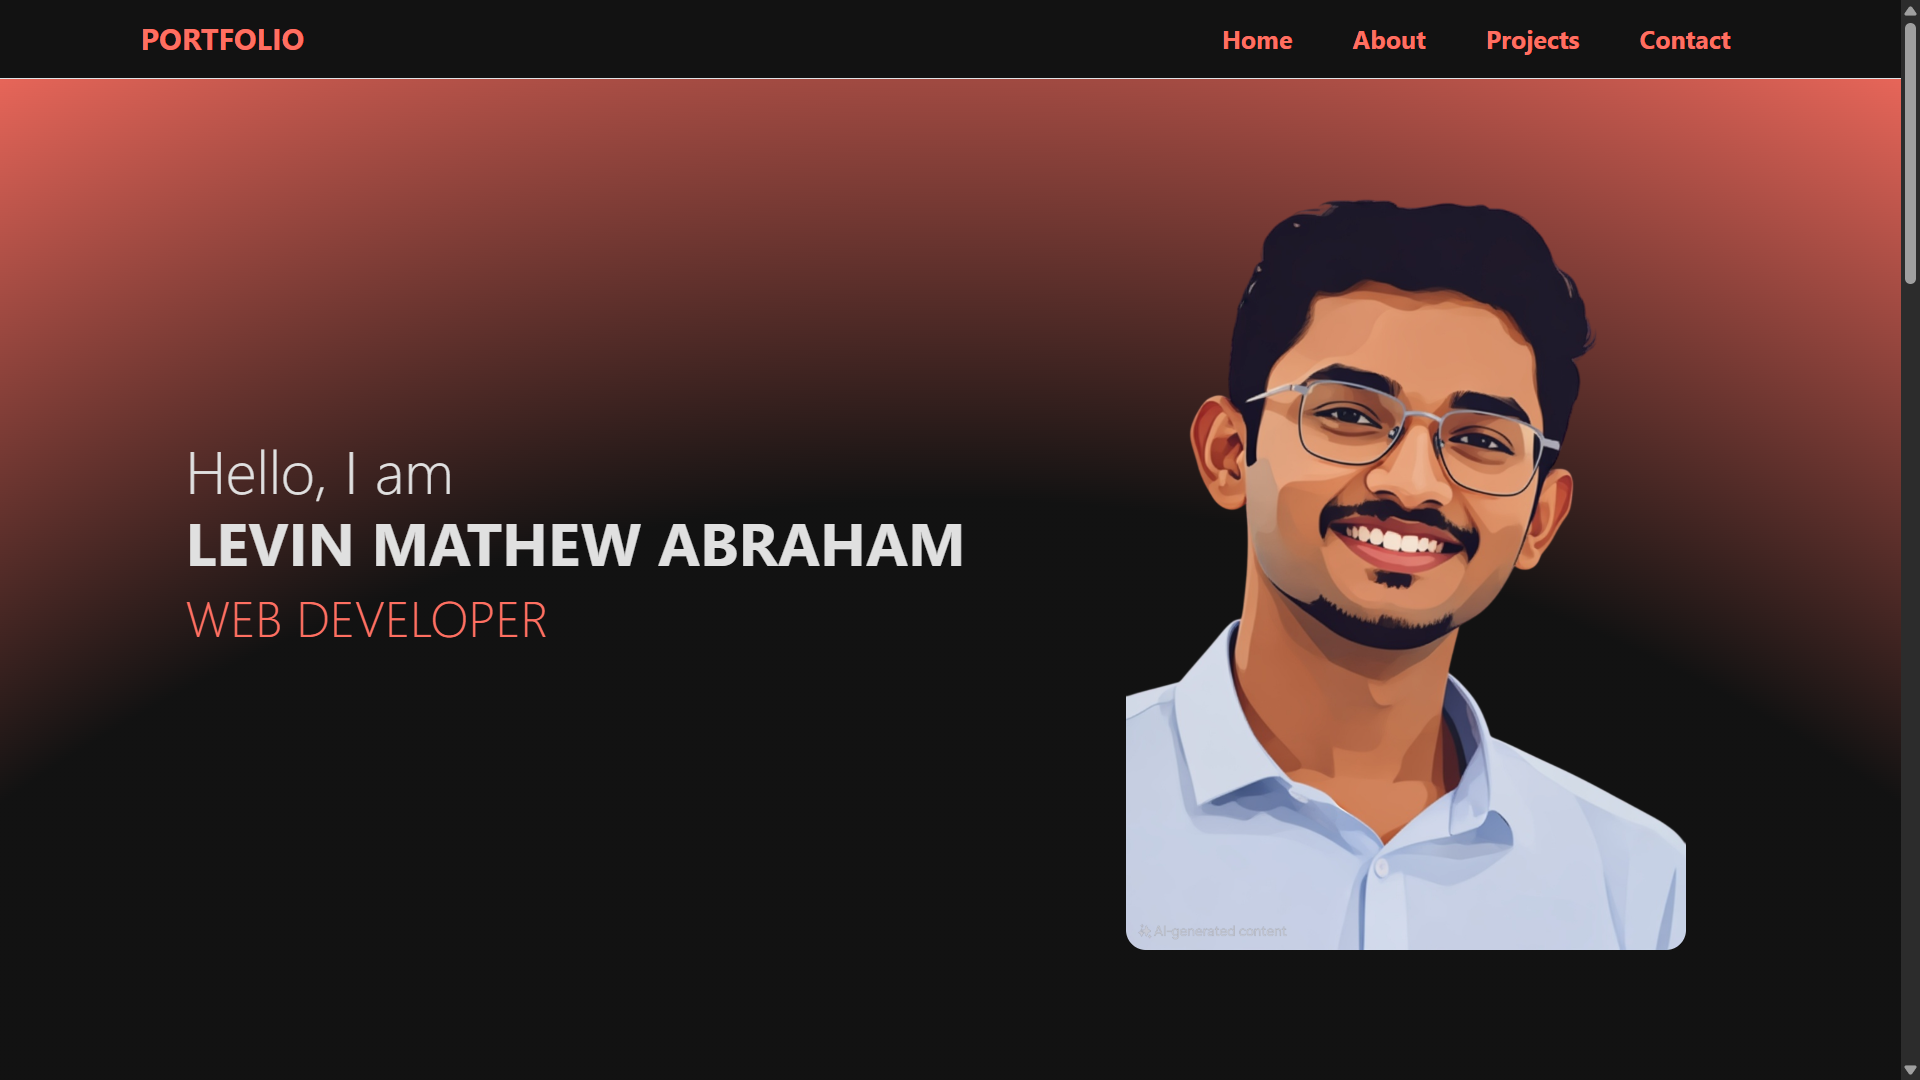 PORTFOLIO
Home
About
Projects
Contact
Hello, I am
LEVIN MATHEW ABRAHAM
WEB DEVELOPER
AI-generated content